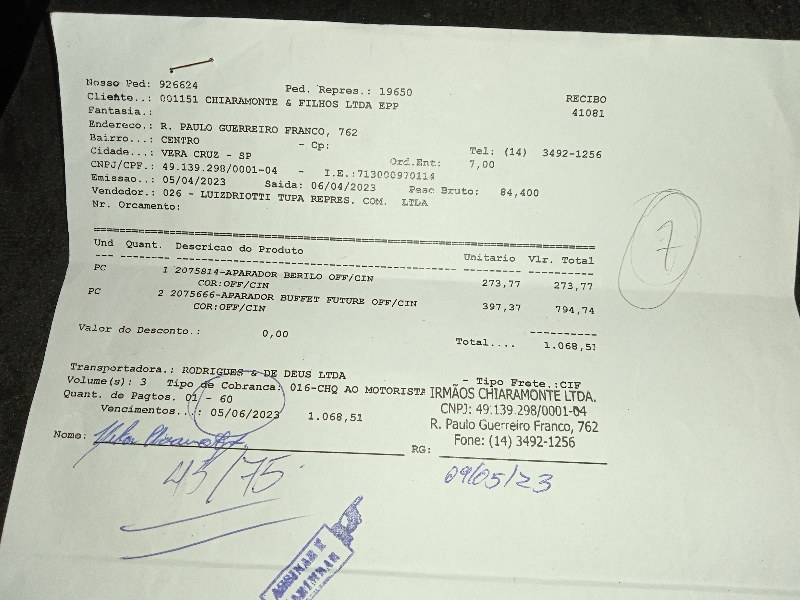 Nosso Ped: 926624 Ped. Repres.: 19650 RECIBO
Cliente..: 001151 CHIARAMONTE & FILHOS LTDA EPP 41081
Fantasia.:
Endereco.: R. PAULO GUERREIRO FRANCO, 762
Bairro...: CENTRO - Cp: Tel: (14) 3492-1256
Cidade...: VERA CRUZ - SP Ord.Ent: 7,00
CNPJ/CPF.: 49.139.298/0001-04 - I.E.:713000970114
Emissao..: 05/04/2023 Saida: 06/04/2023 Peso Bruto: 84,400
Vendedor.: 026 - LUIZDRIOTTI TUPA REPRES. COM. LTDA
Nr. Orcamento:
7
Und Quant. Descricao do Produto Unitario Vlr. Total
PC 1 2075814-APARADOR BERILO OFF/CIN 273,77 273,77
COR:OFF/CIN
PC 2 2075666-APARADOR BUFFET FUTURE OFF/CIN 397,37 794,74
COR:OFF/CIN
Valor do Desconto.: 0,00 Total.... 1.068,51
Transportadora.: RODRIGUES & DE DEUS LTDA - Tipo Frete.:CIF
Volume(s): 3 Tipo de Cobranca: 016-CHQ AO MOTORISTA
Quant. de Pagtos. 01 - 60
Vencimentos..: 05/06/2023 1.068,51
IRMÃOS CHIARAMONTE LTDA.
CNPJ: 49.139.298/0001-04
R. Paulo Guerreiro Franco, 762
Fone: (14) 3492-1256
Nome: RG:
45/75 09/05/23
ASSINAR E